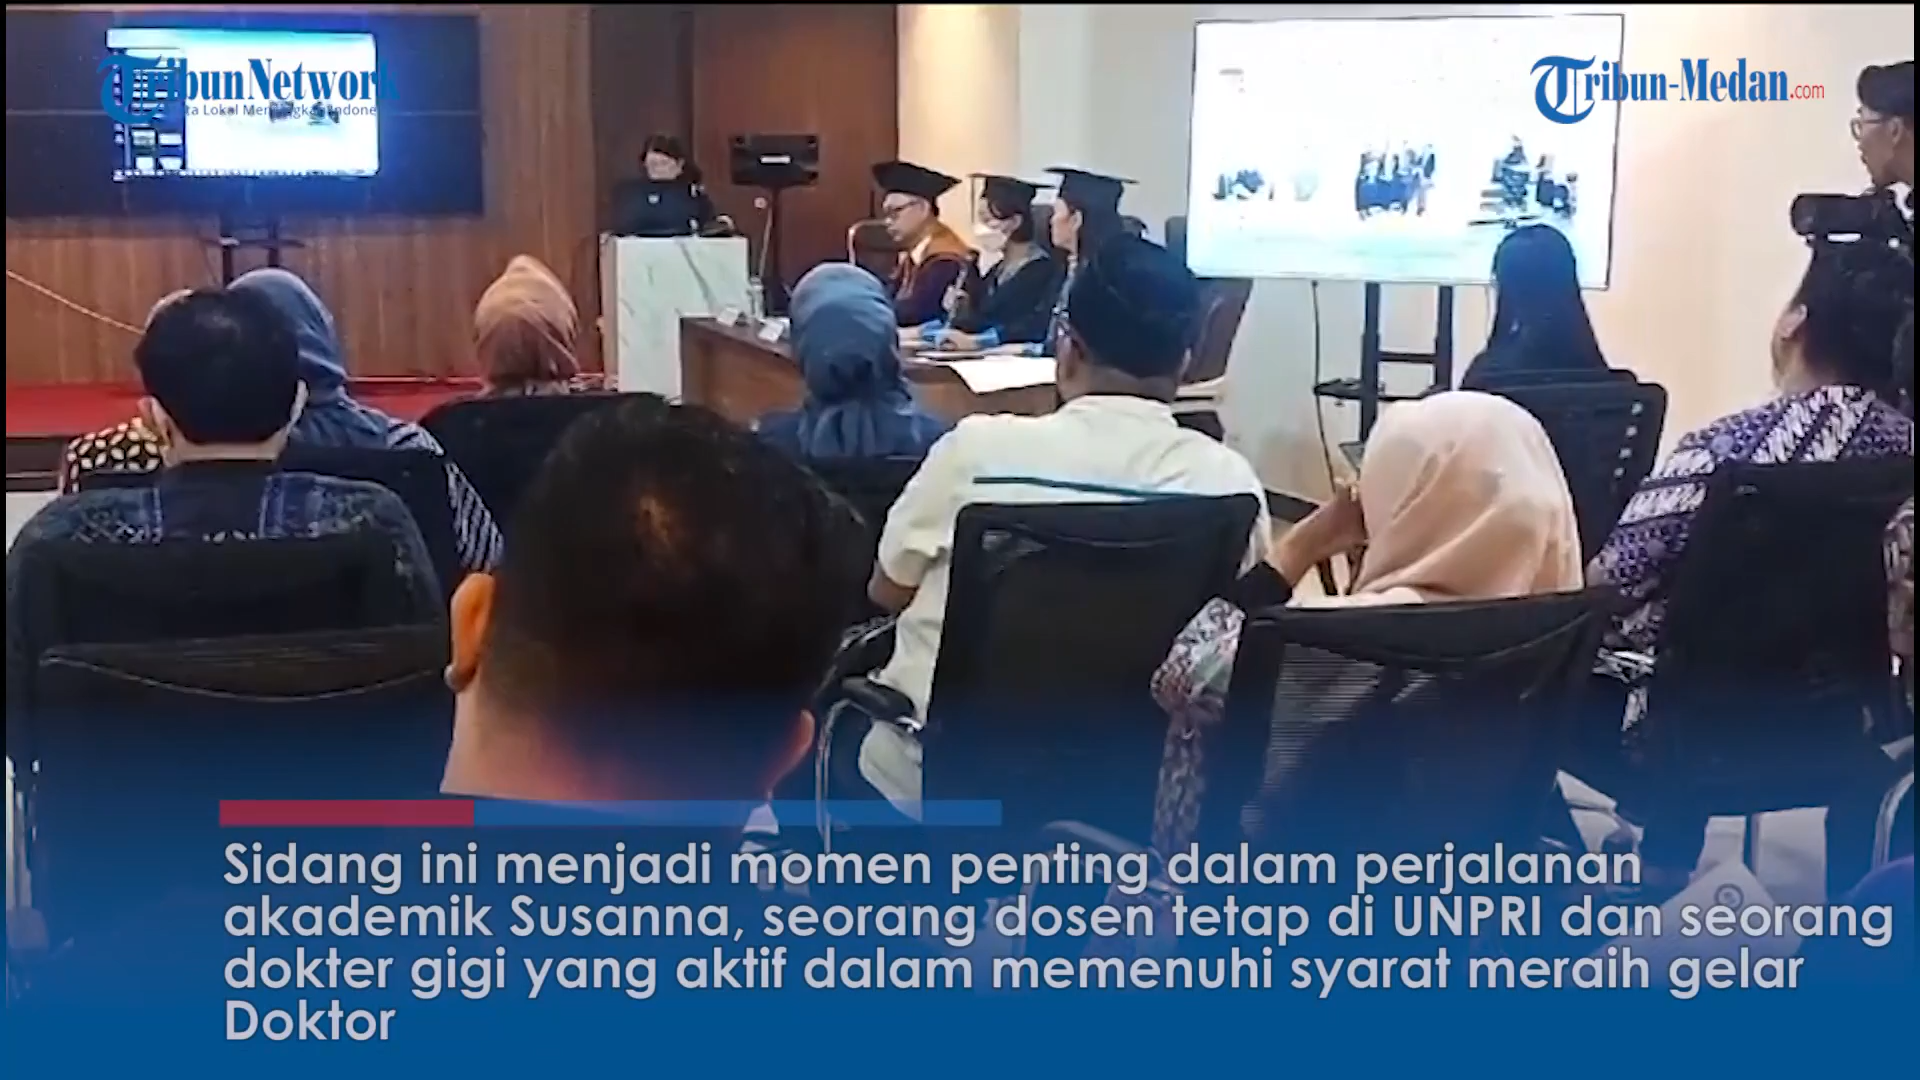 TribunNetwork
Tribun-Medan.com
Sidang ini menjadi momen penting dalam perjalanan
akademik Susanna, seorang dosen tetap di UNPRI dan seorang
dokter gigi yang aktif dalam memenuhi syarat meraih gelar
Doktor